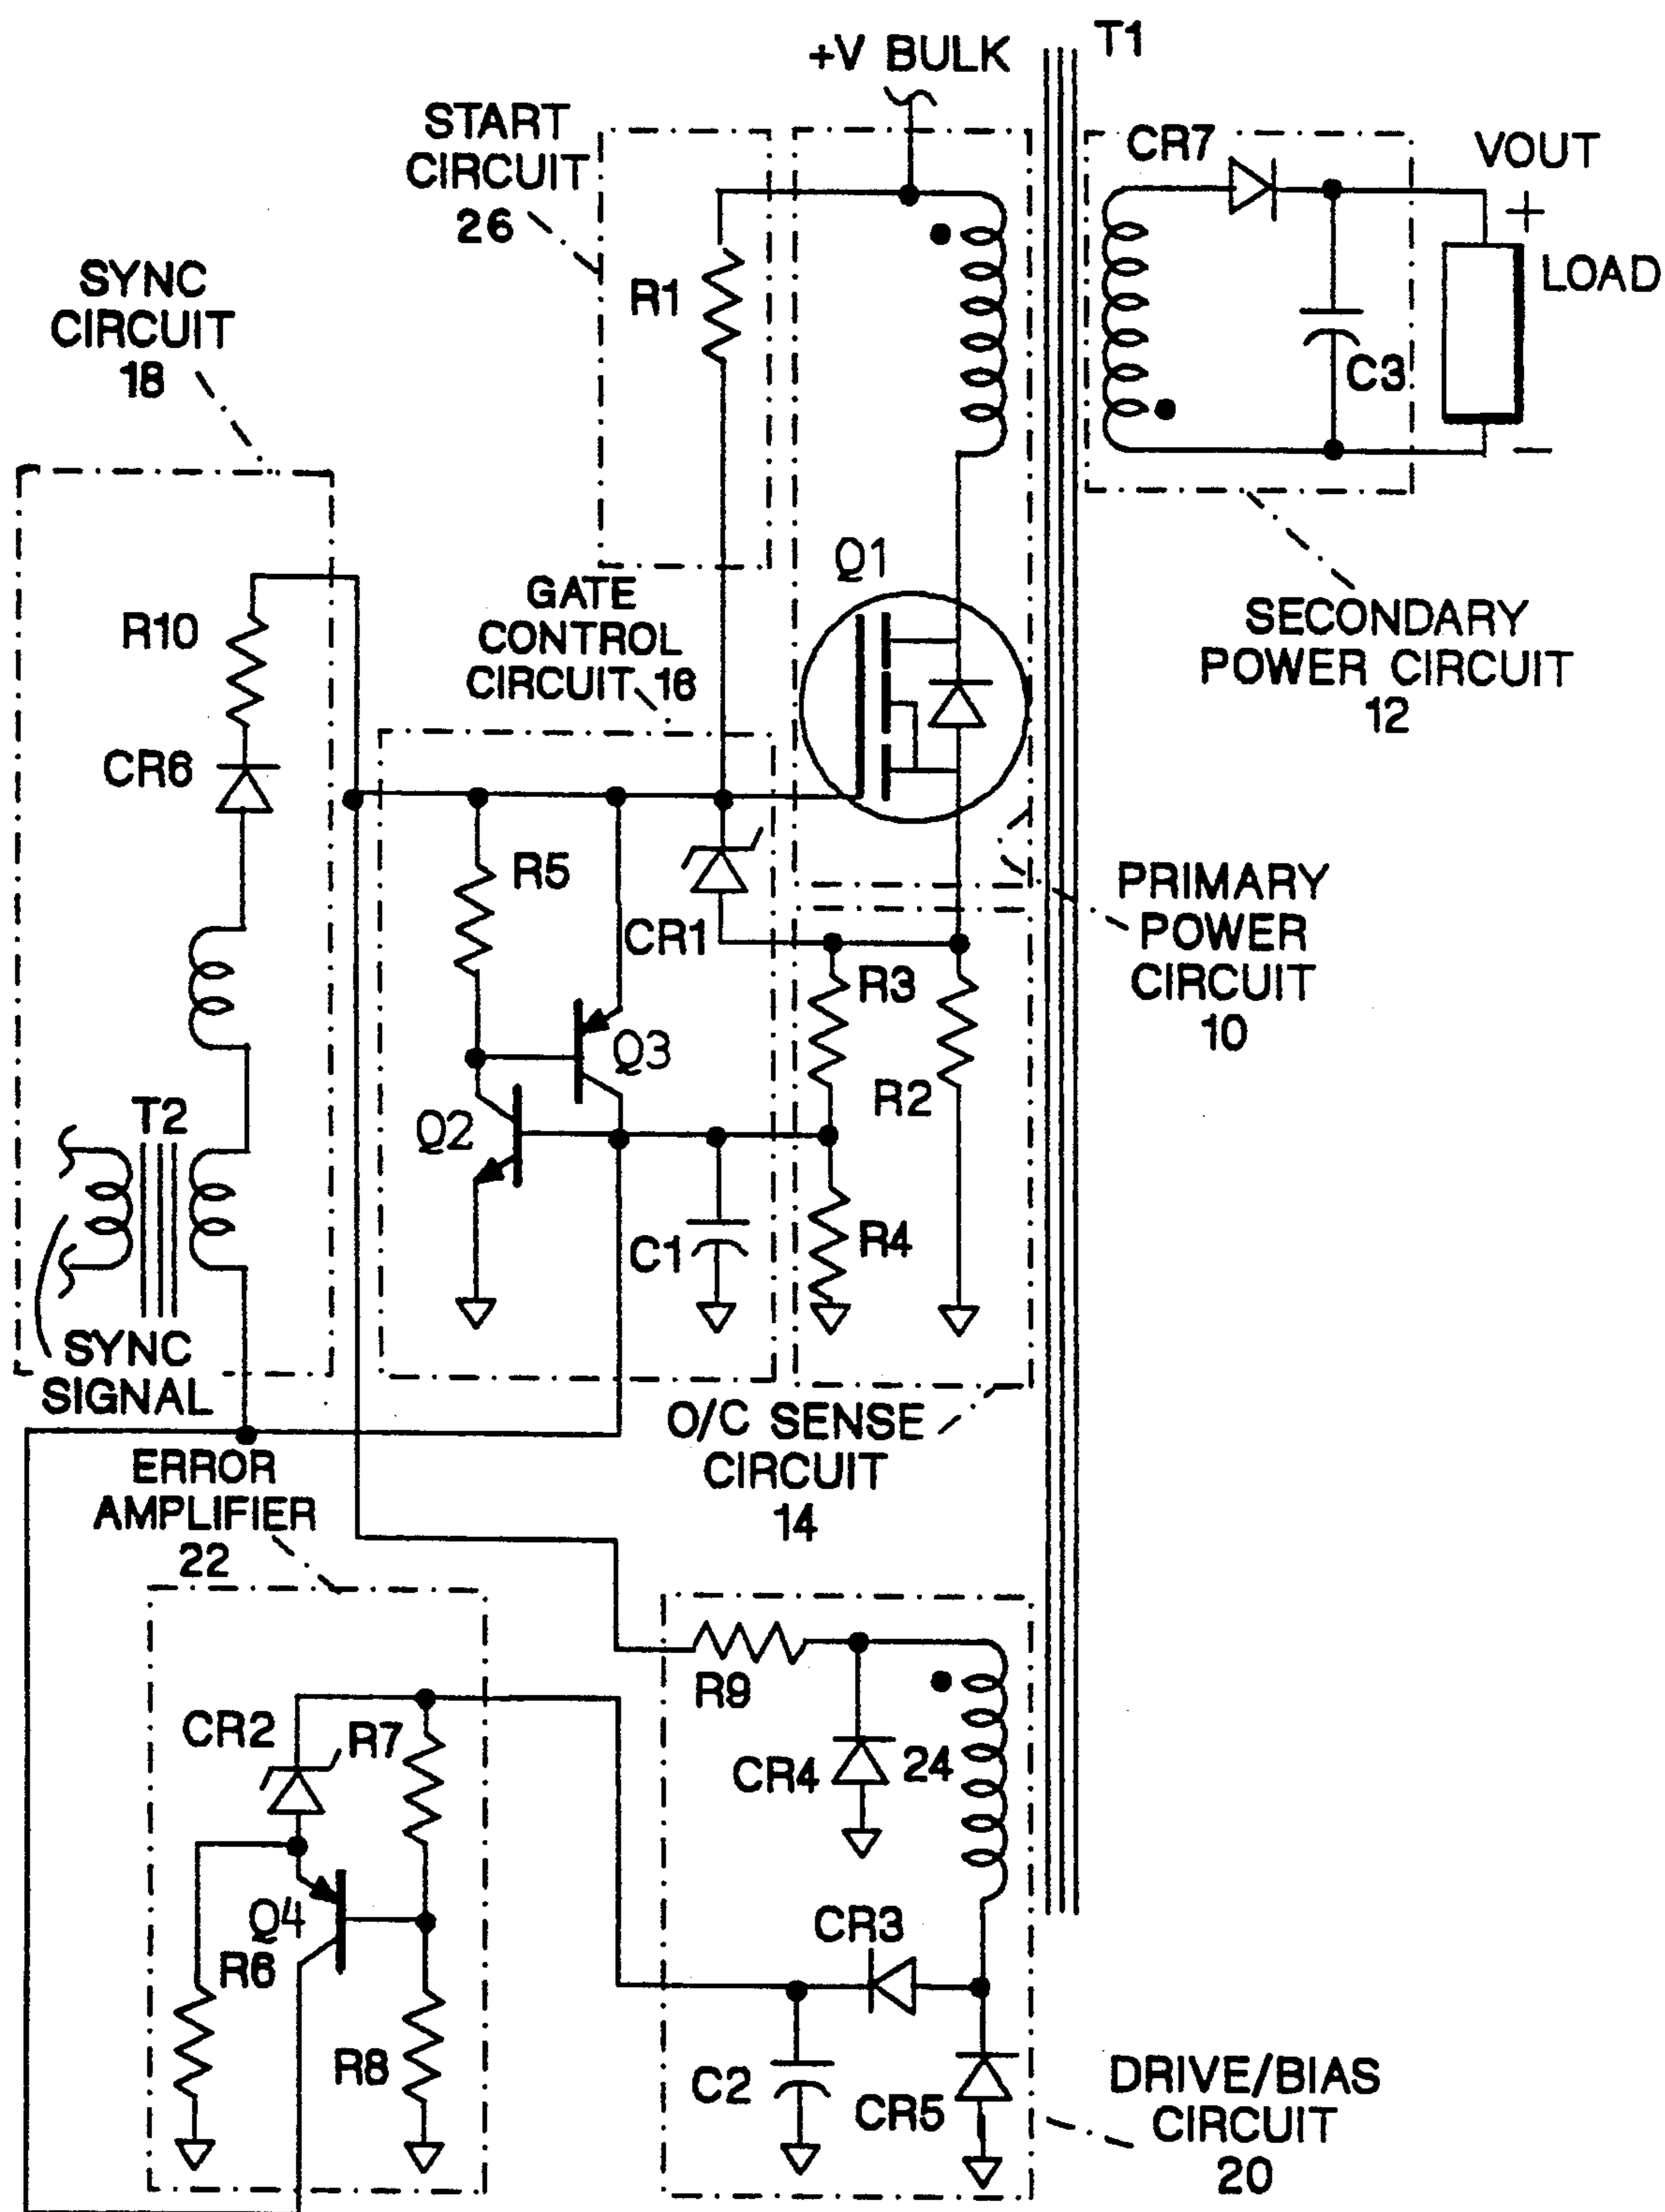 T1
+V BULK
START
CIRCUIT
26
CR7
VOUT
+
LOAD
R1
C3
−
SYNC
CIRCUIT
18
Q1
GATE
CONTROL
CIRCUIT 16
SECONDARY
POWER CIRCUIT
12
R10
CR6
R5
CR1
PRIMARY
POWER
CIRCUIT
10
R3
Q3
R2
T2
Q2
C1
R4
SYNC
SIGNAL
O/C SENSE
CIRCUIT
14
ERROR
AMPLIFIER
22
R9
CR2
R7
CR4
24
Q4
CR3
R6
R8
C2
CR5
DRIVE/BIAS
CIRCUIT
20